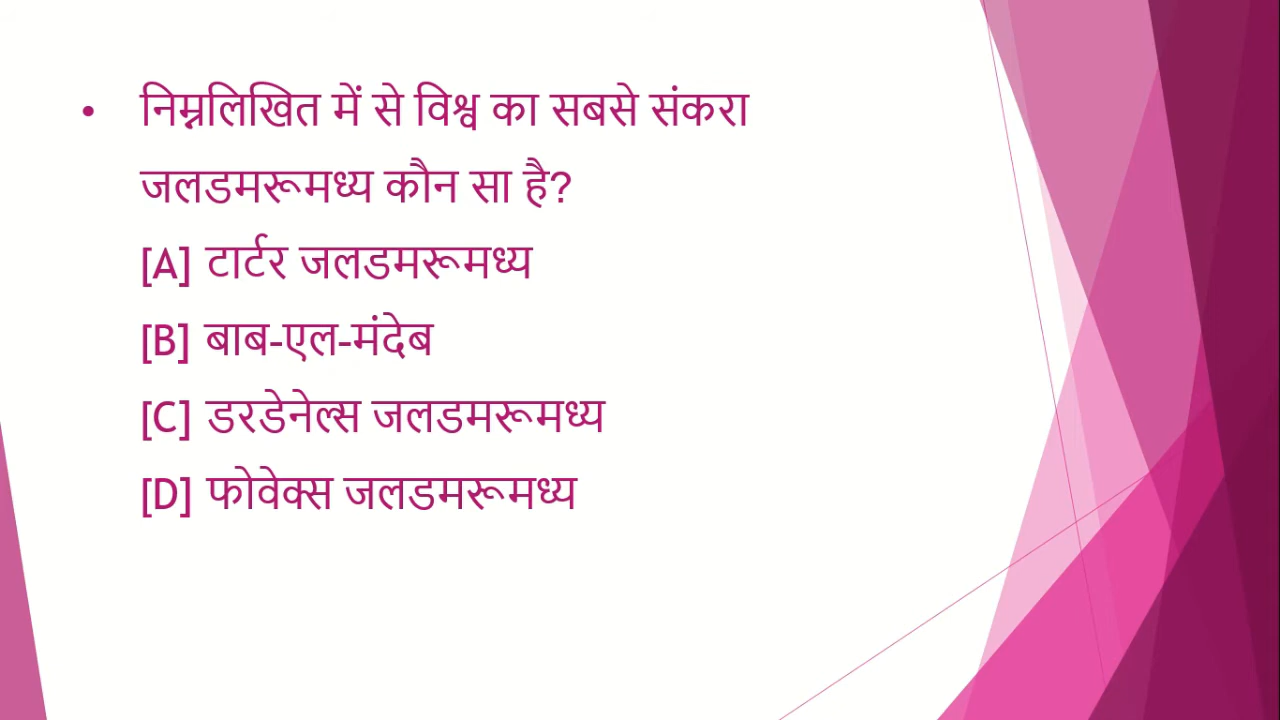 • निम्नलिखित में से विश्व का सबसे संकरा
जलडमरूमध्य कौन सा है?
[A] टार्टर जलडमरूमध्य
[B] बाब-एल-मंदेब
[C] डरडेनेल्स जलडमरूमध्य
[D] फोवेक्स जलडमरूमध्य